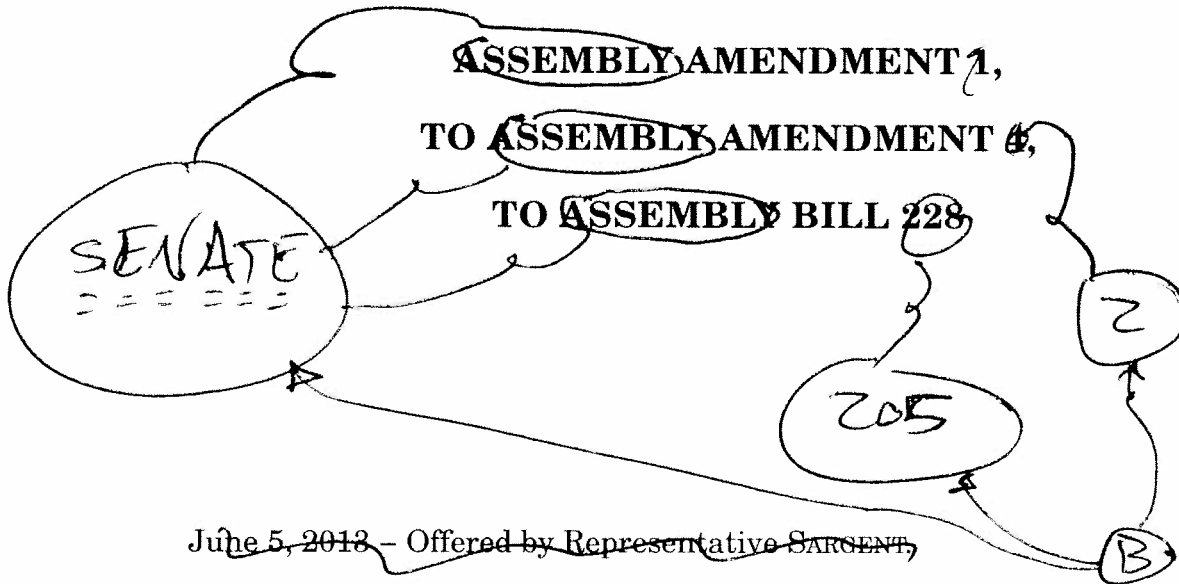 ASSEMBLY AMENDMENT 1,
TO ASSEMBLY AMENDMENT 4,
TO ASSEMBLY BILL 228
SENATE
2
205
June 5, 2013 – Offered by Representative SARGENT.
B